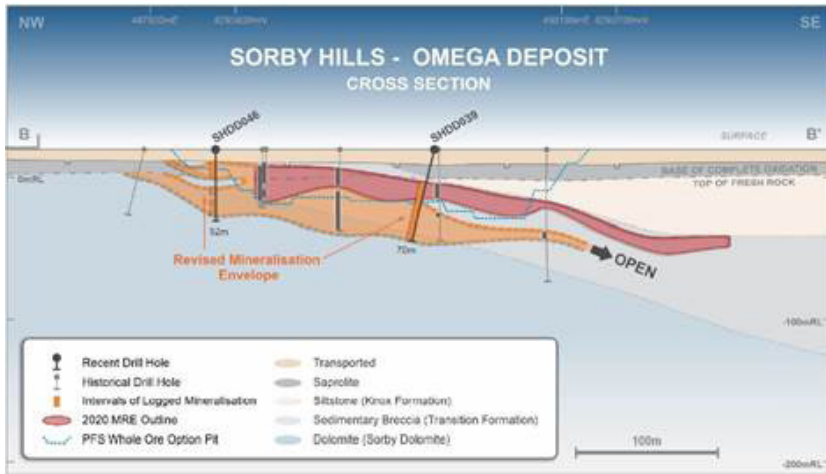 NW
SE
SORBY HILLS - OMEGA DEPOSIT
CROSS SECTION
SHDD046
SHDD039
B
B'
SURFACE
BASE OF COMPLETE OXIDATION
TOP OF FRESH ROCK
0mRL
52m
70m
Revised Mineralisation
Envelope
OPEN
-100mRL
Recent Drill Hole
Historical Drill Hole
Intervals of Logged Mineralisation
2020 MRE Outline
PFS Whole Ore Option Pit
Transported
Saprolite
Siltstone (Knox Formation)
Sedimentary Breccia (Transition Formation)
Dolomite (Sorby Dolomite)
100m
-200mRL